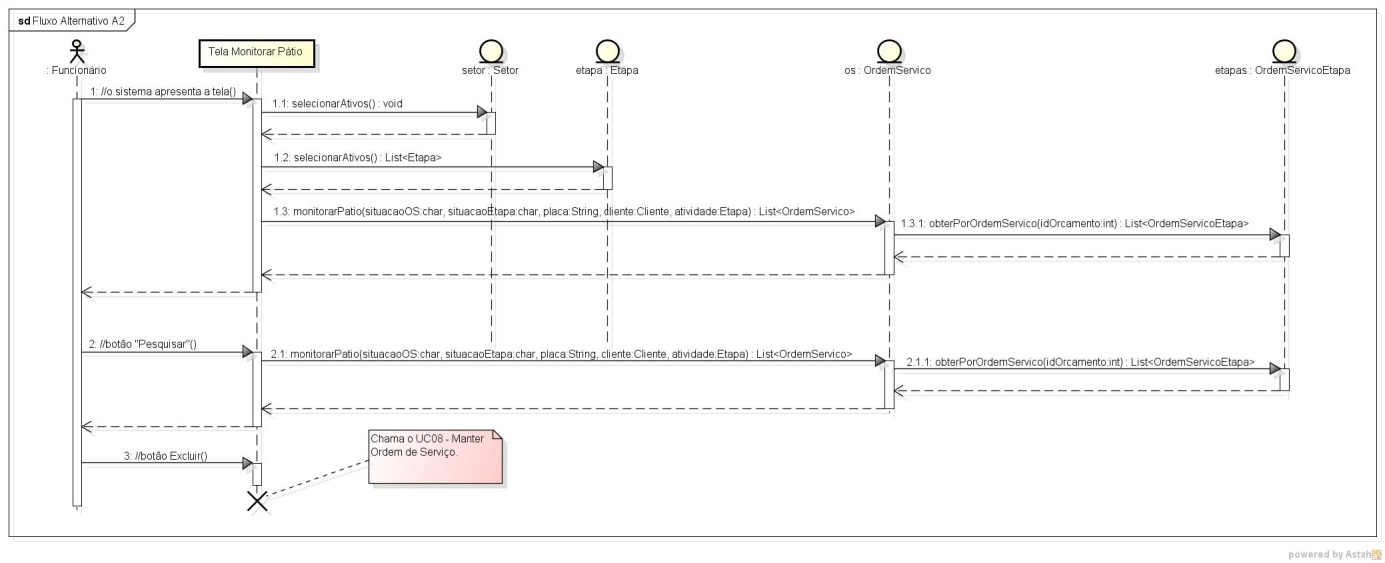 sd Fluxo Alternativo A2
: Funcionário
Tela Monitorar Pátio
setor : Setor
etapa : Etapa
os : OrdemServico
etapas : OrdemServicoEtapa
1: //o sistema apresenta a tela()
1.1: selecionarAtivos() : void
1.2: selecionarAtivos() : List<Etapa>
1.3: monitorarPatio(situacaoOS:char, situacaoEtapa:char, placa:String, cliente:Cliente, atividade:Etapa) : List<OrdemServico>
1.3.1: obterPorOrdemServico(idOrcamento:int) : List<OrdemServicoEtapa>
2: //botão "Pesquisar"()
2.1: monitorarPatio(situacaoOS:char, situacaoEtapa:char, placa:String, cliente:Cliente, atividade:Etapa) : List<OrdemServico>
2.1.1: obterPorOrdemServico(idOrcamento:int) : List<OrdemServicoEtapa>
3: //botão Excluir()
Chama o UC08 - Manter
Ordem de Serviço.
powered by Astah